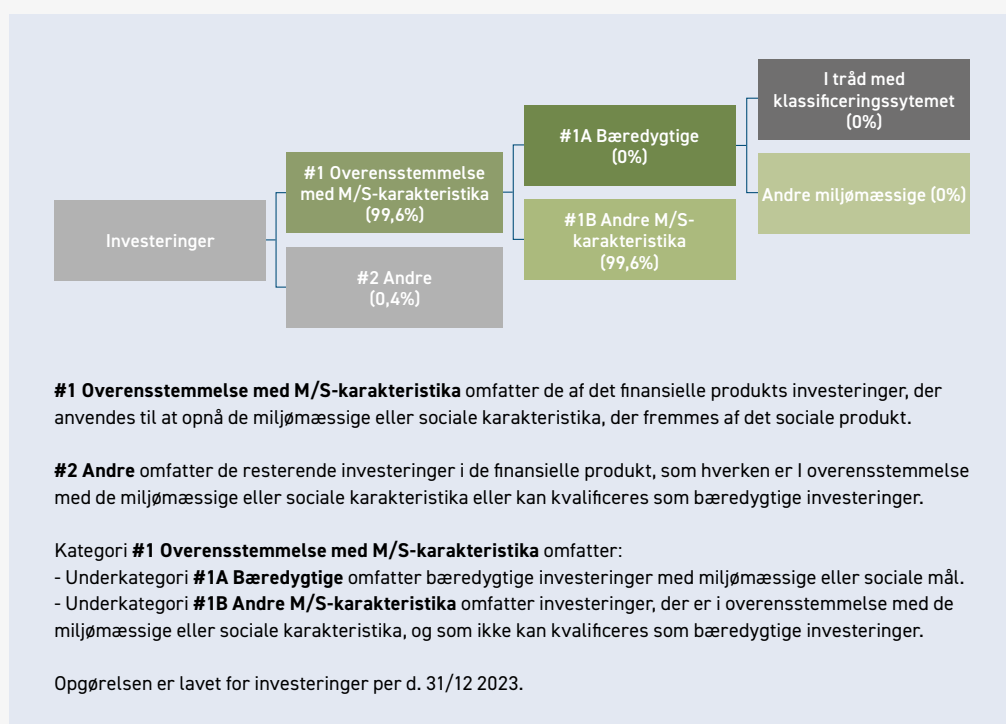 Investeringer
#1 Overensstemmelse
med M/S-karakteristika
(99,6%)
#2 Andre
(0,4%)
#1A Bæredygtige
(0%)
#1B Andre M/S-
karakteristika
(99,6%)
I tråd med
klassificeringssytemet
(0%)
Andre miljømæssige (0%)
#1 Overensstemmelse med M/S-karakteristika omfatter de af det finansielle produkts investeringer, der
anvendes til at opnå de miljømæssige eller sociale karakteristika, der fremmes af det sociale produkt.
#2 Andre omfatter de resterende investeringer i de finansielle produkt, som hverken er I overensstemmelse
med de miljømæssige eller sociale karakteristika eller kan kvalificeres som bæredygtige investeringer.
Kategori #1 Overensstemmelse med M/S-karakteristika omfatter:
- Underkategori #1A Bæredygtige omfatter bæredygtige investeringer med miljømæssige eller sociale mål.
- Underkategori #1B Andre M/S-karakteristika omfatter investeringer, der er i overensstemmelse med de
miljømæssige eller sociale karakteristika, og som ikke kan kvalificeres som bæredygtige investeringer.
Opgørelsen er lavet for investeringer per d. 31/12 2023.